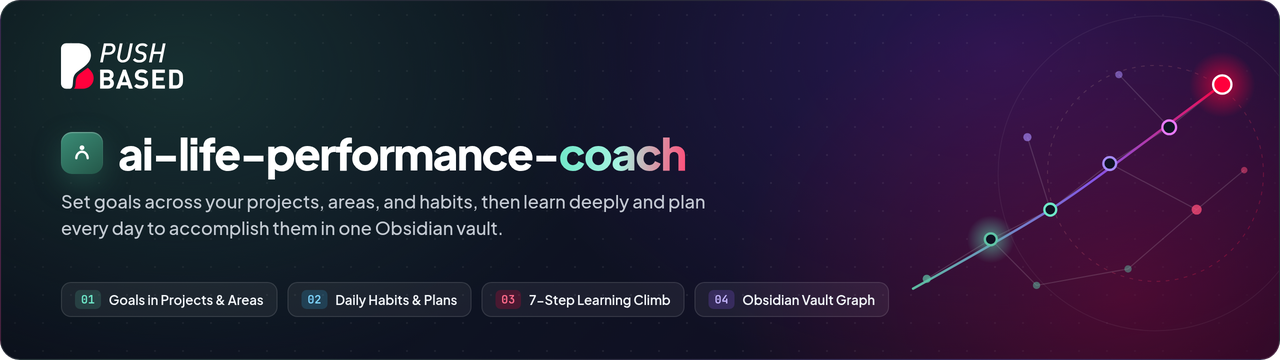 PUSH
BASED
ai-life-performance-coach
Set goals across your projects, areas, and habits, then learn deeply and plan
every day to accomplish them in one Obsidian vault.
01 Goals in Projects & Areas
02 Daily Habits & Plans
03 7-Step Learning Climb
04 Obsidian Vault Graph